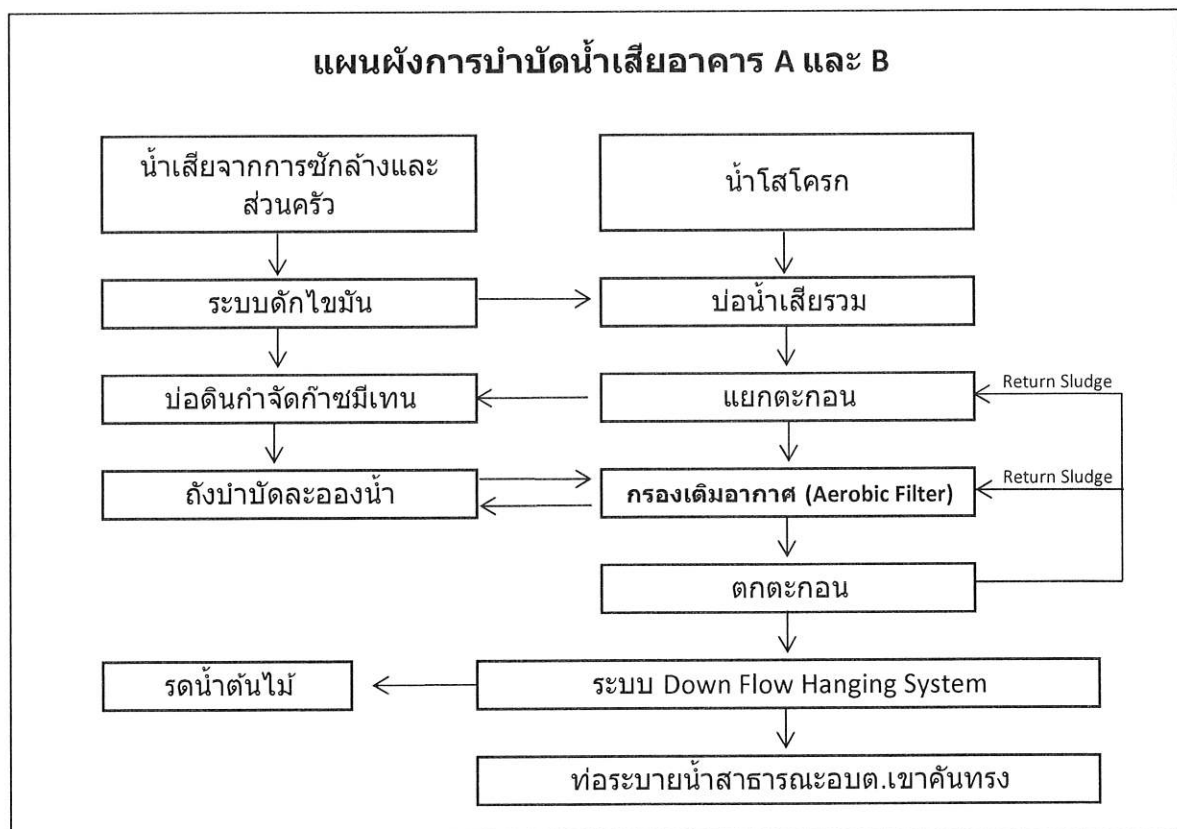 แผนผังการบำบัดน้ำเสียอาคาร A และ B
น้ำเสียจากการซักล้างและ
ส่วนครัว
น้ำโสโครก
ระบบดักไขมัน
บ่อน้ำเสียรวม
บ่อดินกำจัดก๊าซมีเทน
แยกตะกอน
Return Sludge
ถังบำบัดละอองน้ำ
กรองเติมอากาศ (Aerobic Filter)
Return Sludge
ตกตะกอน
รดน้ำต้นไม้
ระบบ Down Flow Hanging System
ท่อระบายน้ำสาธารณะอบต.เขาคันทรง